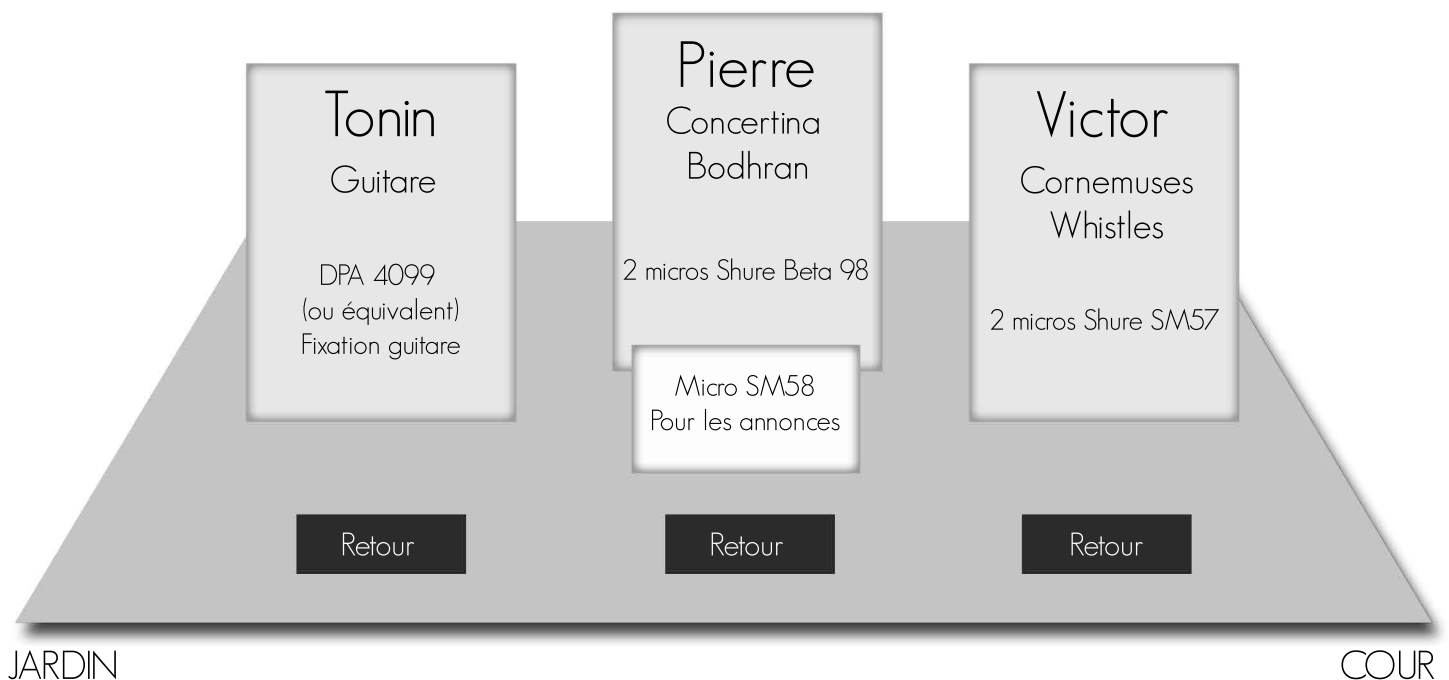 Tonin
Guitare
DPA 4099
(ou équivalent)
Fixation guitare
Pierre
Concertina
Bodhran
2 micros Shure Beta 98
Micro SM58
Pour les annonces
Victor
Cornemuses
Whistles
2 micros Shure SM57
Retour
Retour
Retour
JARDIN
COUR